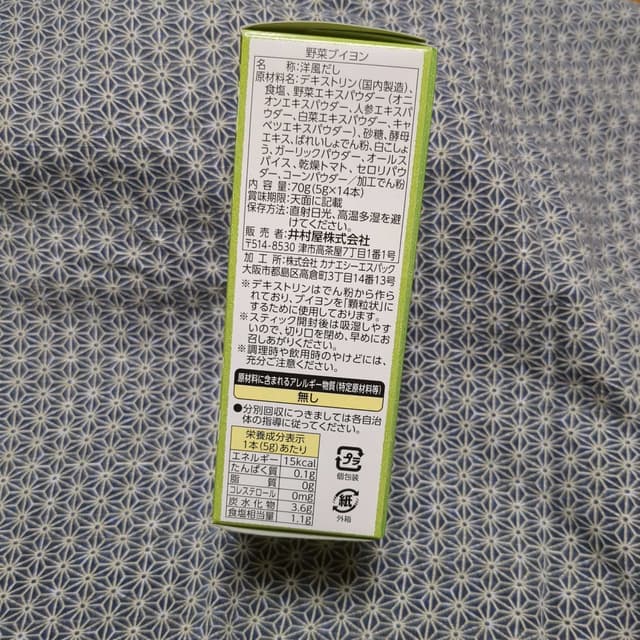 野菜ブイヨン
名　　称:洋風だし
原材料名:デキストリン(国内製造)、
食塩、野菜エキスパウダー(オニ
オンエキスパウダー、人参エキスパ
ウダー、白菜エキスパウダー、キャ
ベツエキスパウダー)、砂糖、酵母
エキス、ばれいしょでん粉、白こしょ
う、ガーリックパウダー、オールス
パイス、乾燥トマト、セロリパウ
ダー、コーンパウダー/加工でん粉
内 容 量:70g(5g×14本)
賞味期限:天面に記載
保存方法:直射日光、高温多湿を避
けてください。
販 売 者:井村屋株式会社
〒514-8530 津市高茶屋7丁目1番1号
加 工 所:株式会社 カナエシーエスパック
大阪市都島区高倉町3丁目14番13号
※デキストリンはでん粉から作ら
れており、ブイヨンを「顆粒状」に
するために使用しております。
※スティック開封後は吸湿しやす
いので、切り口を閉め、早めにお
召しあがりください。
※調理時や飲用時のやけどには、
充分ご注意ください。
原材料に含まれるアレルギー物質(特定原材料等)
無し
●分別回収につきましては各自治
体の指導に従ってください。
栄養成分表示
1本(5g)あたり
エネルギー 15kcal
たんぱく質 0.1g
脂質 0g
コレステロール 0mg
炭水化物 3.6g
食塩相当量 1.1g
プラ
個包装
紙
外箱